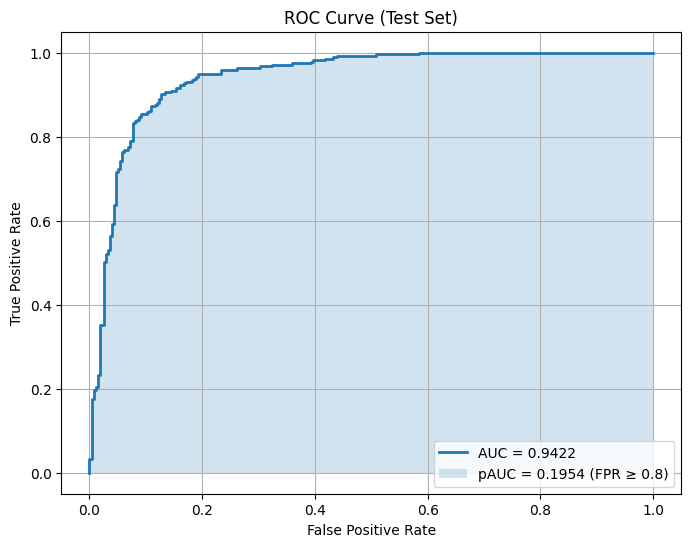 ROC Curve (Test Set)
True Positive Rate
1.0
0.8
0.6
0.4
0.2
0.0
0.0 0.2 0.4 0.6 0.8 1.0
False Positive Rate
AUC = 0.9422
pAUC = 0.1954 (FPR ≥ 0.8)